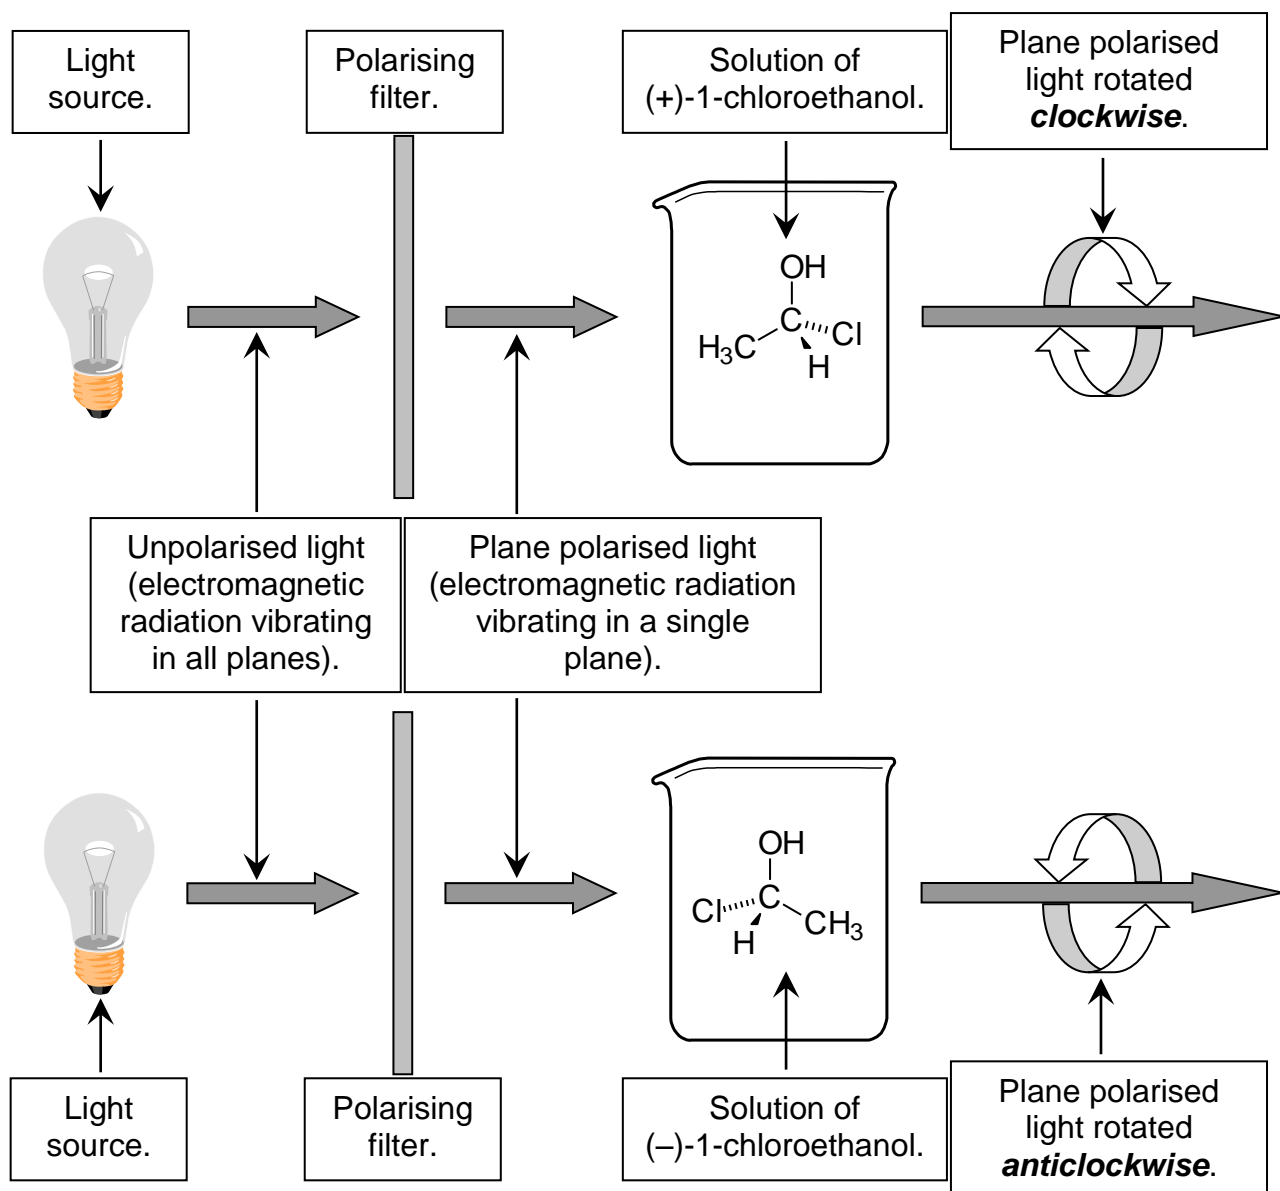 Light
source.
Polarising
filter.
Solution of
(+)-1-chloroethanol.
Plane polarised
light rotated
clockwise.
OH
C
H₃C
Cl
H
Unpolarised light
(electromagnetic
radiation vibrating
in all planes).
Plane polarised light
(electromagnetic radiation
vibrating in a single
plane).
OH
Cl
C
H
CH₃
Light
source.
Polarising
filter.
Solution of
(–)-1-chloroethanol.
Plane polarised
light rotated
anticlockwise.